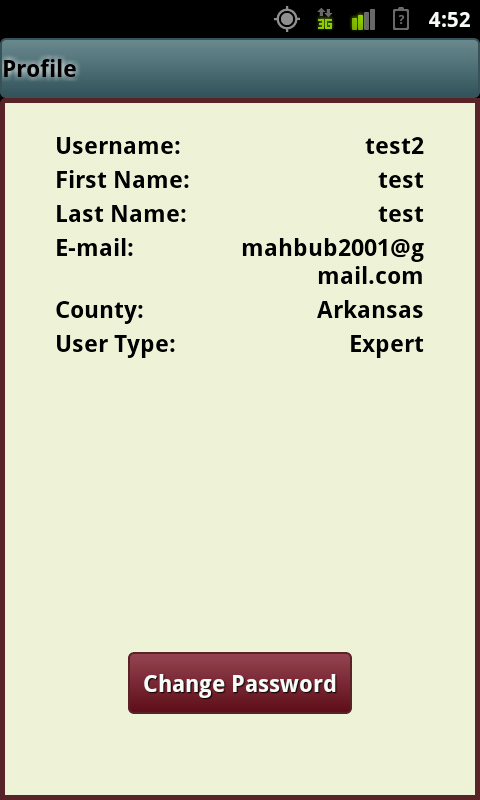 3G ? 4:52
Profile
Username: test2
First Name: test
Last Name: test
E-mail: mahbub2001@g
mail.com
County: Arkansas
User Type: Expert
Change Password